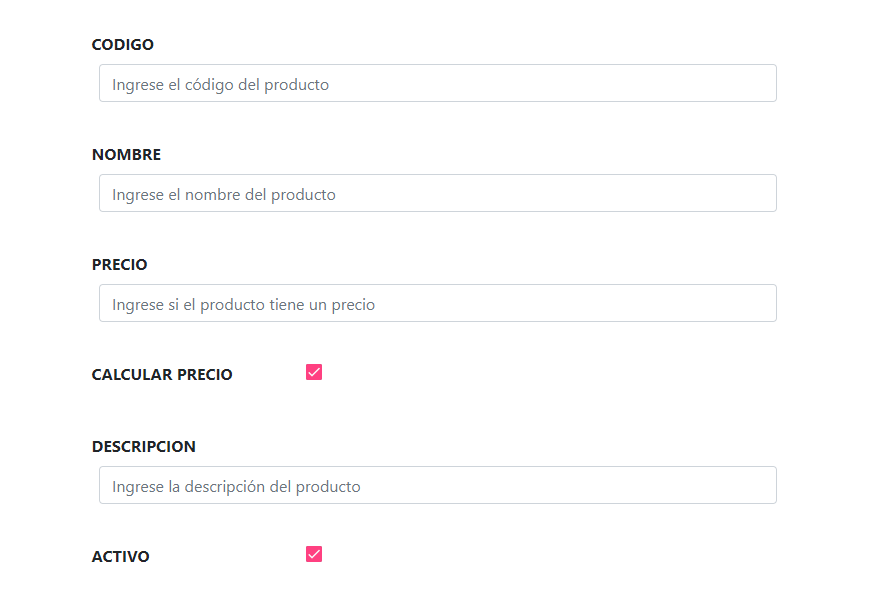 CODIGO
Ingrese el código del producto
NOMBRE
Ingrese el nombre del producto
PRECIO
Ingrese si el producto tiene un precio
CALCULAR PRECIO
DESCRIPCION
Ingrese la descripción del producto
ACTIVO